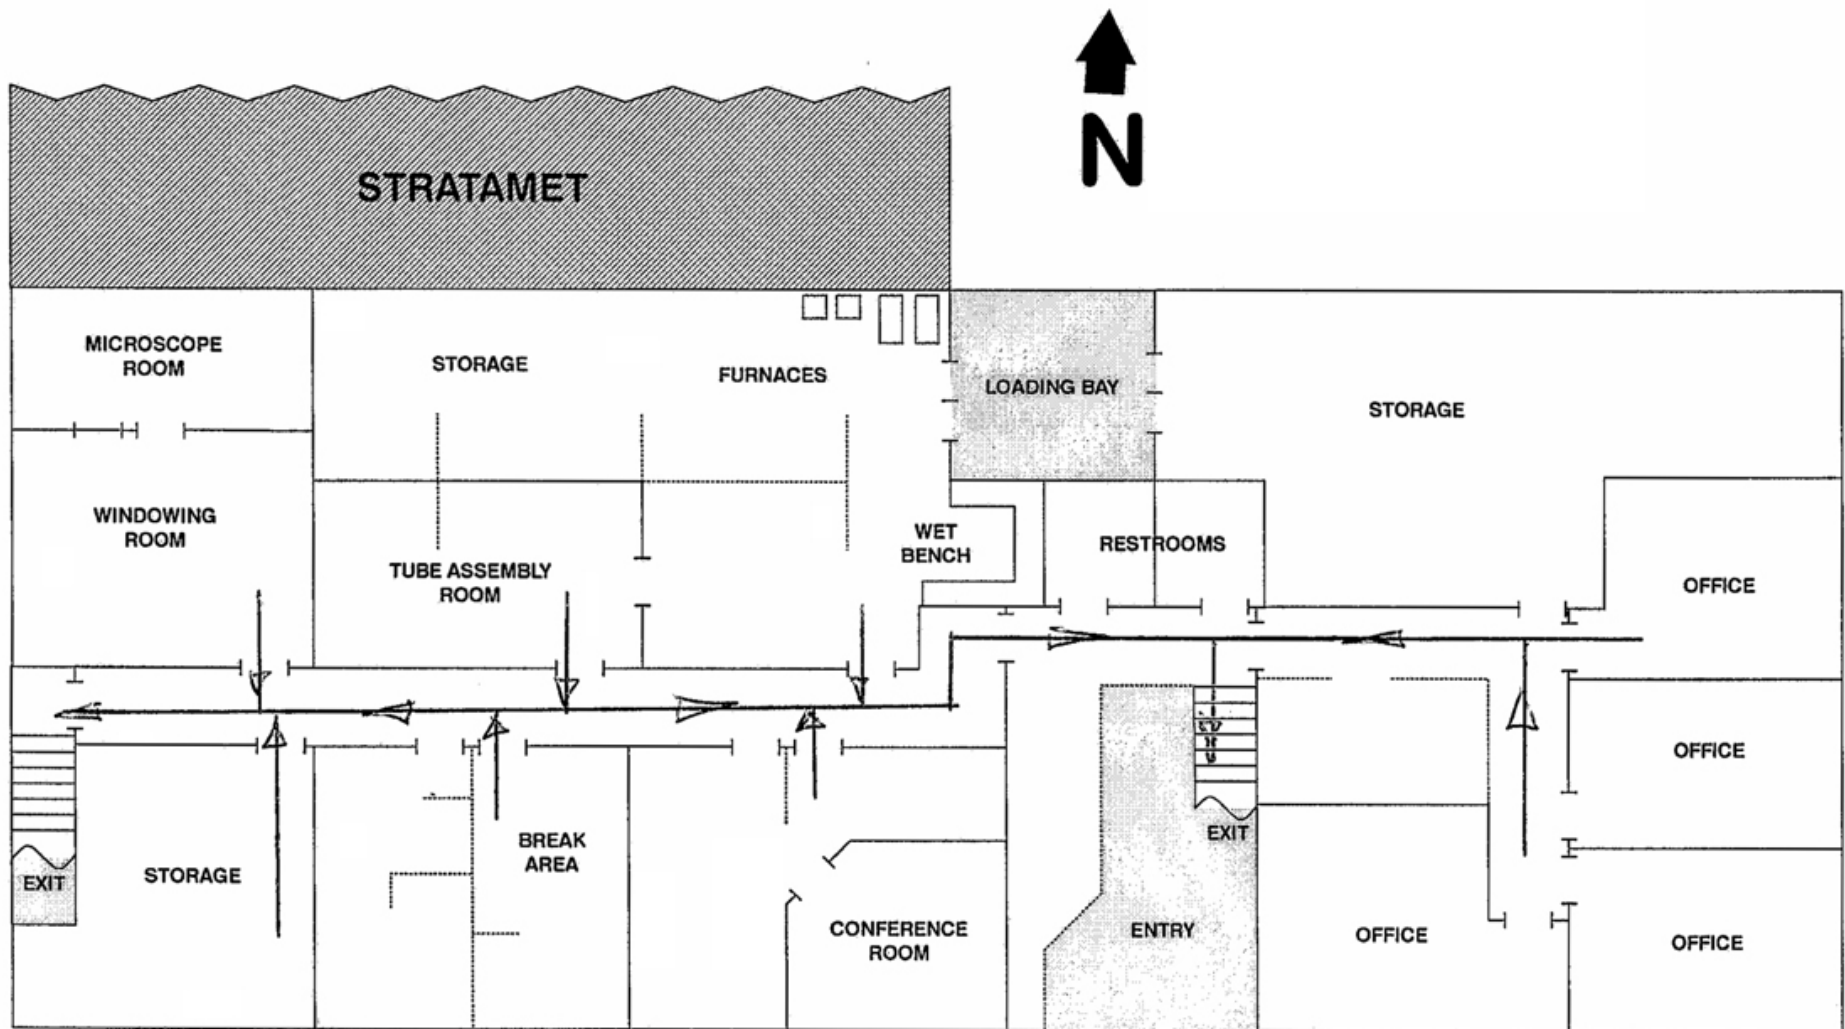 N
STRATAMET
MICROSCOPE
ROOM
STORAGE
FURNACES
LOADING BAY
STORAGE
WINDOWING
ROOM
TUBE ASSEMBLY
ROOM
WET
BENCH
RESTROOMS
OFFICE
OFFICE
EXIT
BREAK
AREA
EXIT
STORAGE
CONFERENCE
ROOM
ENTRY
OFFICE
OFFICE